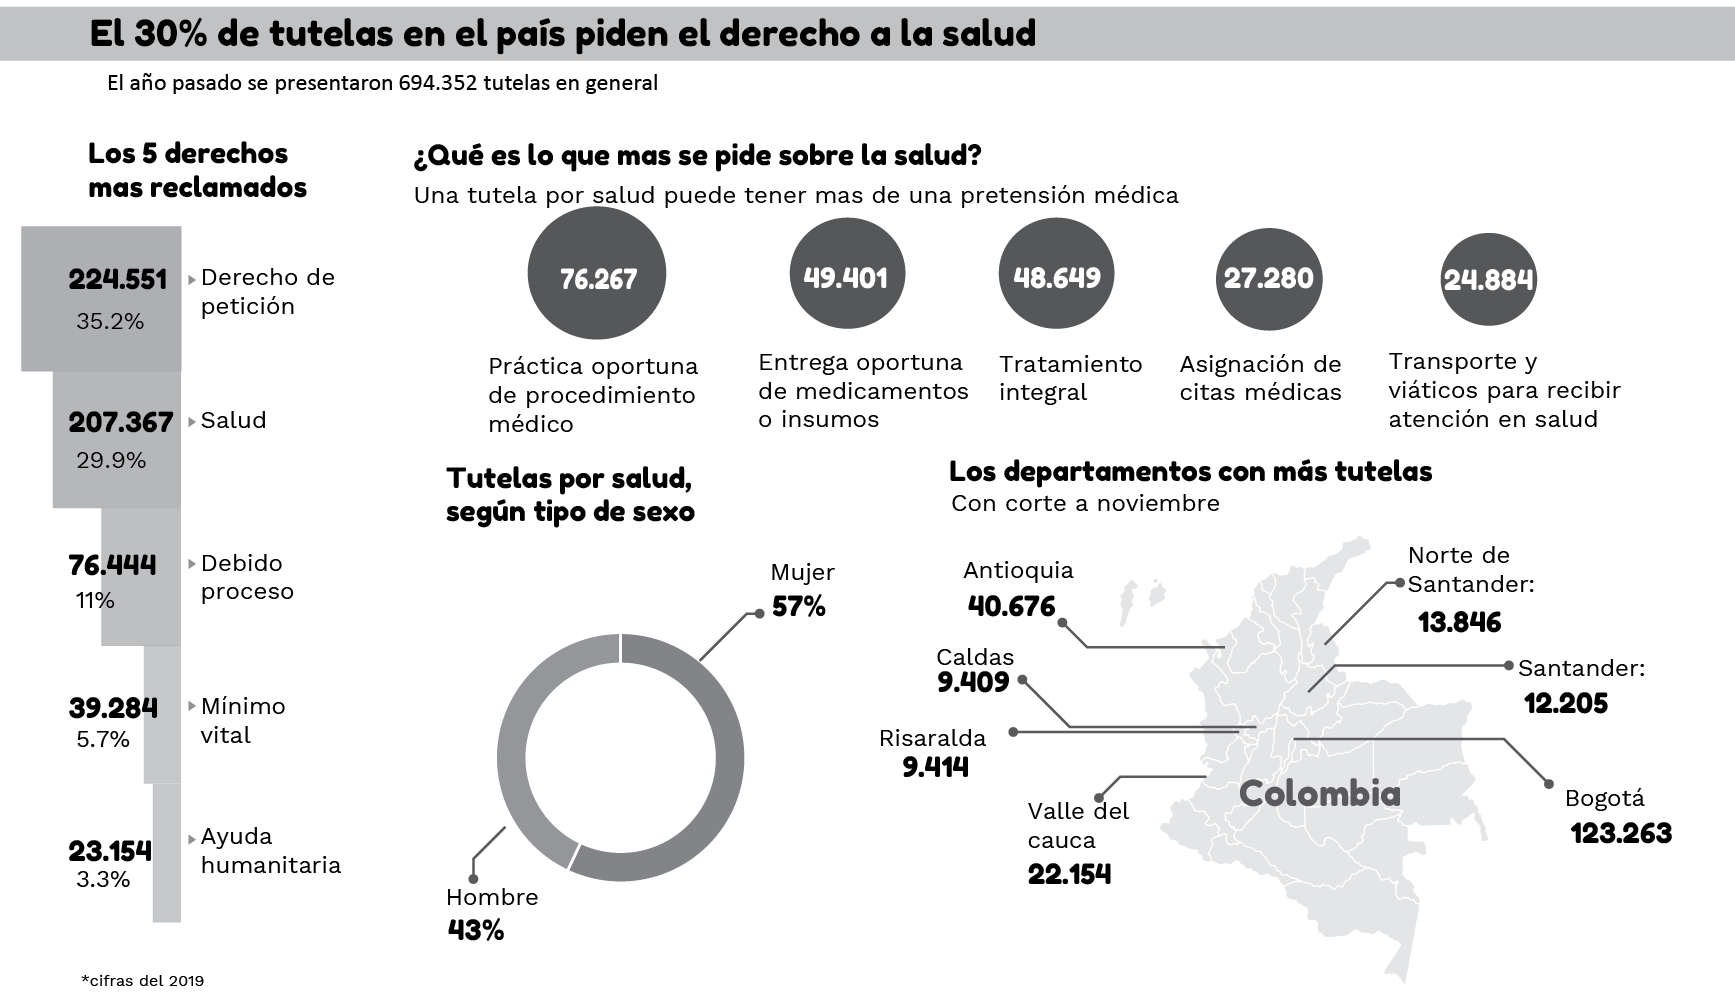 El 30% de tutelas en el país piden el derecho a la salud
El año pasado se presentaron 694.352 tutelas en general
Los 5 derechos
mas reclamados
224.551
35.2%
Derecho de
petición
207.367
29.9%
Salud
76.444
11%
Debido
proceso
39.284
5.7%
Mínimo
vital
23.154
3.3%
Ayuda
humanitaria
*cifras del 2019
¿Qué es lo que mas se pide sobre la salud?
Una tutela por salud puede tener mas de una pretensión médica
76.267
Práctica oportuna
de procedimiento
médico
49.401
Entrega oportuna
de medicamentos
o insumos
48.649
Tratamiento
integral
27.280
Asignación de
citas médicas
24.884
Transporte y
viáticos para recibir
atención en salud
Tutelas por salud,
según tipo de sexo
Mujer
57%
Hombre
43%
Los departamentos con más tutelas
Con corte a noviembre
Antioquia
40.676
Caldas
9.409
Risaralda
9.414
Valle del
cauca
22.154
Norte de
Santander:
13.846
Santander:
12.205
Bogotá
123.263
Colombia